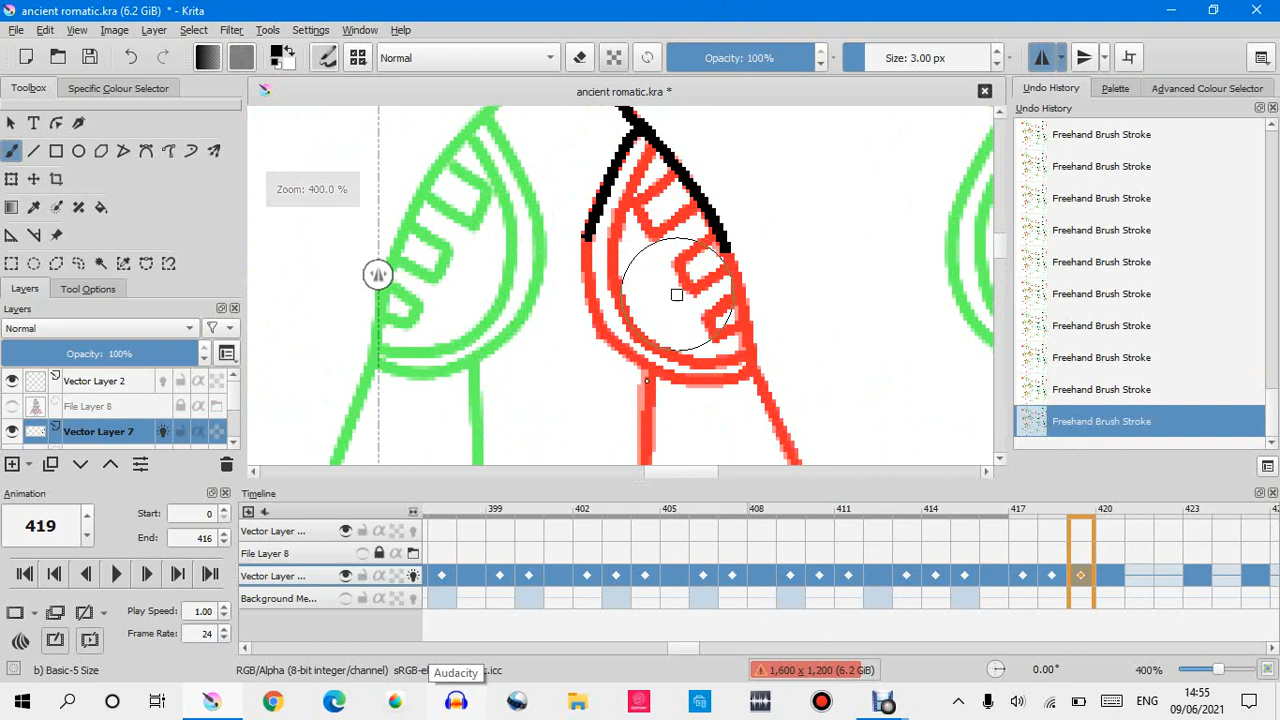 ancient romatic.kra (6.2 GiB) * - Krita
File Edit View Image Layer Select Filter Tools Settings Window Help
Normal Opacity: 100% Size: 3.00 px
Toolbox Specific Colour Selector
ancient romatic.kra *
Undo History Palette Advanced Colour Selector
Undo History
Freehand Brush Stroke
Freehand Brush Stroke
Freehand Brush Stroke
Freehand Brush Stroke
Freehand Brush Stroke
Freehand Brush Stroke
Freehand Brush Stroke
Freehand Brush Stroke
Freehand Brush Stroke
Freehand Brush Stroke
Zoom: 400.0 %
Layers Tool Options
Layers
Normal
Opacity: 100%
Vector Layer 2
File Layer 8
Vector Layer 7
Animation
419
Start: 0
End: 416
Play Speed: 1.00
Frame Rate: 24
Timeline
399 402 405 408 411 414 417 420 423
Vector Layer ...
File Layer 8
Vector Layer ...
Background Me...
b) Basic-5 Size
RGB/Alpha (8-bit integer/channel) sRGB-e
.icc
1,600 x 1,200 (6.2 GiB)
0.00°
400%
Audacity
ENG
14:55
09/06/2021